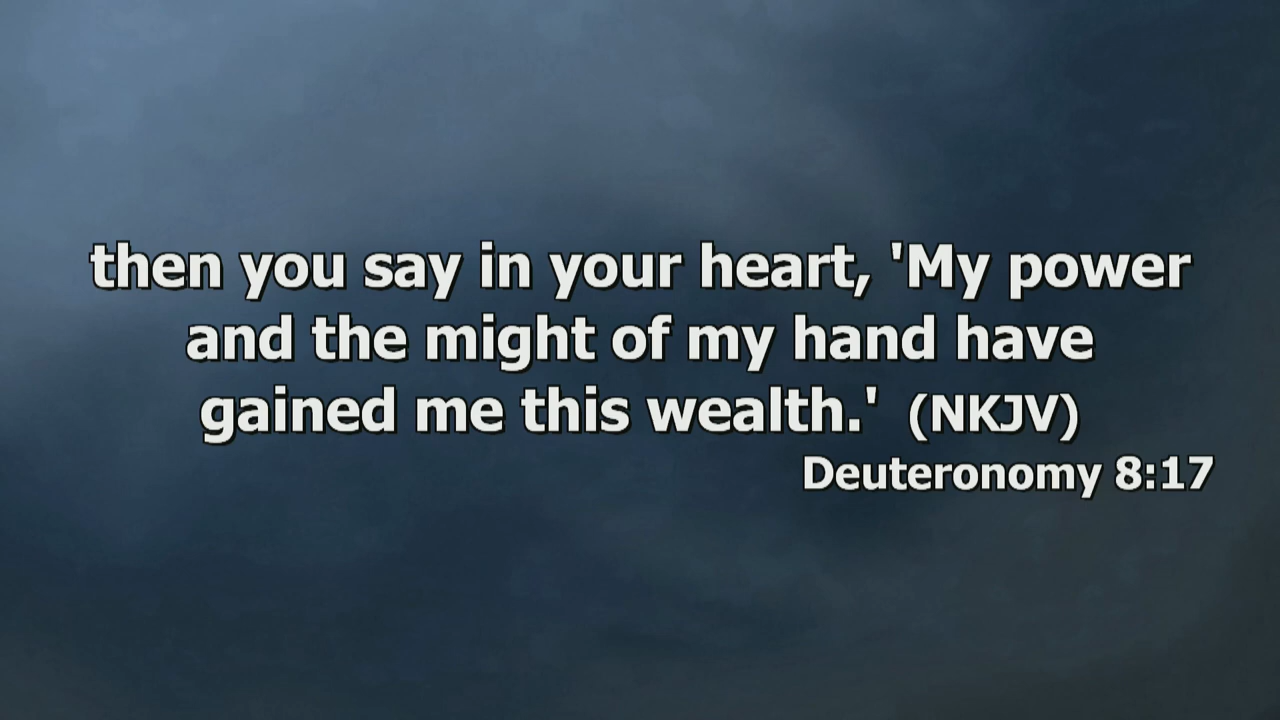 then you say in your heart, 'My power
and the might of my hand have
gained me this wealth.' (NKJV)
Deuteronomy 8:17